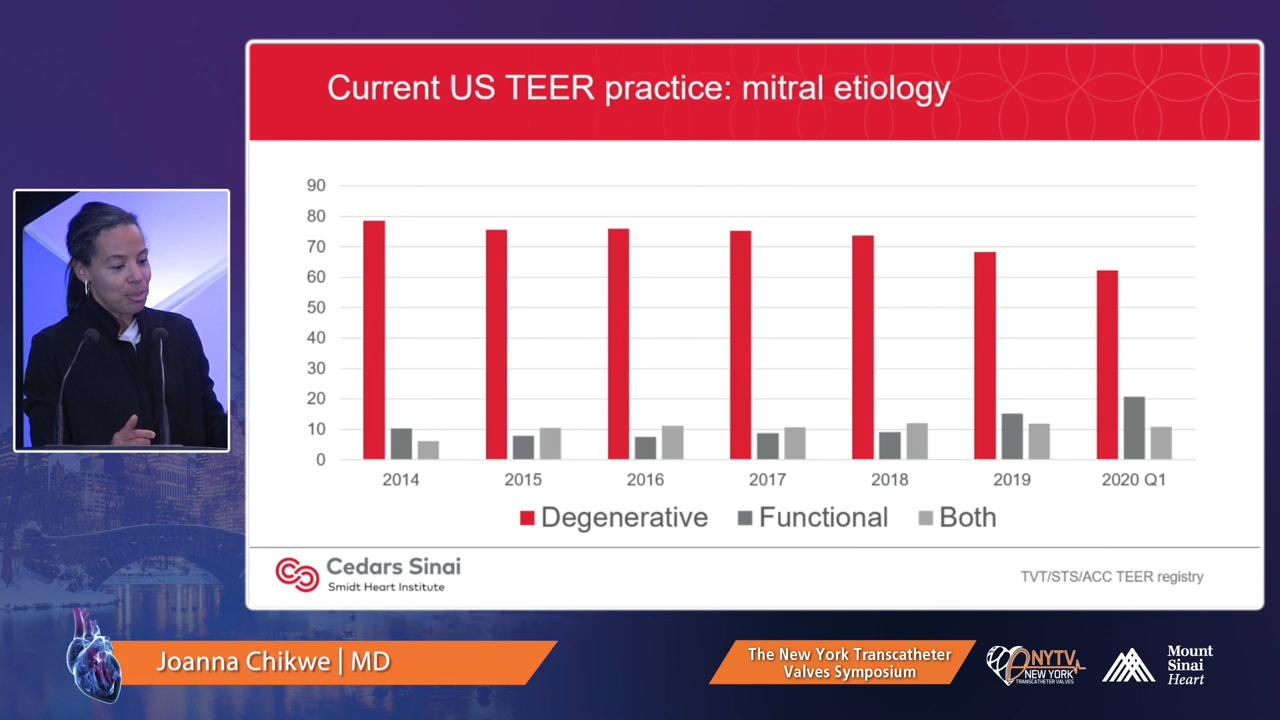 Current US TEER practice: mitral etiology
90
80
70
60
50
40
30
20
10
0
2014 2015 2016 2017 2018 2019 2020 Q1
Degenerative Functional Both
Cedars Sinai
Smidt Heart Institute
TVT/STS/ACC TEER registry
Joanna Chikwe | MD
The New York Transcatheter
Valves Symposium
NYTV
NEW YORK
TRANSCATHETER VALVES
Mount
Sinai
Heart